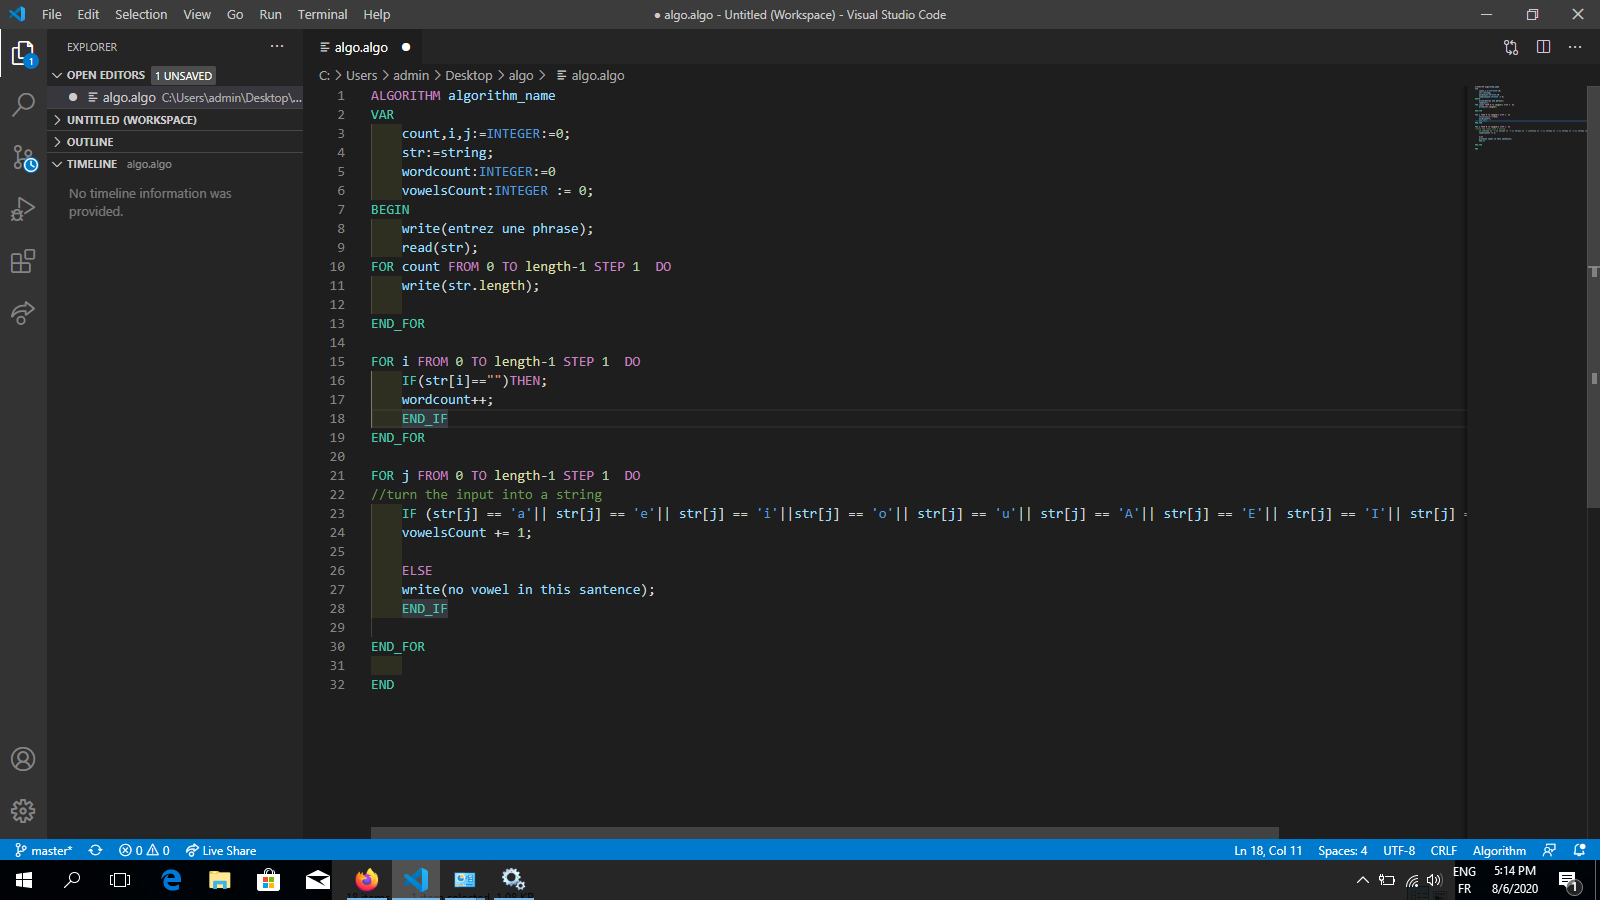 File Edit Selection View Go Run Terminal Help
● algo.algo - Untitled (Workspace) - Visual Studio Code
EXPLORER
OPEN EDITORS 1 UNSAVED
algo.algo C:\Users\admin\Desktop\...
UNTITLED (WORKSPACE)
OUTLINE
TIMELINE algo.algo
No timeline information was
provided.
1
algo.algo
C: > Users > admin > Desktop > algo > algo.algo
1 ALGORITHM algorithm_name
2 VAR
3 count,i,j:=INTEGER:=0;
4 str:=string;
5 wordcount:INTEGER:=0
6 vowelsCount:INTEGER := 0;
7 BEGIN
8 write(entrez une phrase);
9 read(str);
10 FOR count FROM 0 TO length-1 STEP 1  DO
11 write(str.length);
12
13 END_FOR
14
15 FOR i FROM 0 TO length-1 STEP 1  DO
16 IF(str[i]=="")THEN;
17 wordcount++;
18 END_IF
19 END_FOR
20
21 FOR j FROM 0 TO length-1 STEP 1  DO
22 //turn the input into a string
23 IF (str[j] == 'a'|| str[j] == 'e'|| str[j] == 'i'||str[j] == 'o'|| str[j] == 'u'|| str[j] == 'A'|| str[j] == 'E'|| str[j] == 'I'|| str[j] =
24 vowelsCount += 1;
25
26 ELSE
27 write(no vowel in this santence);
28 END_IF
29
30 END_FOR
31
32 END
master* 0 0 Live Share
Ln 18, Col 11 Spaces: 4 UTF-8 CRLF Algorithm
ENG 5:14 PM
FR 8/6/2020
1